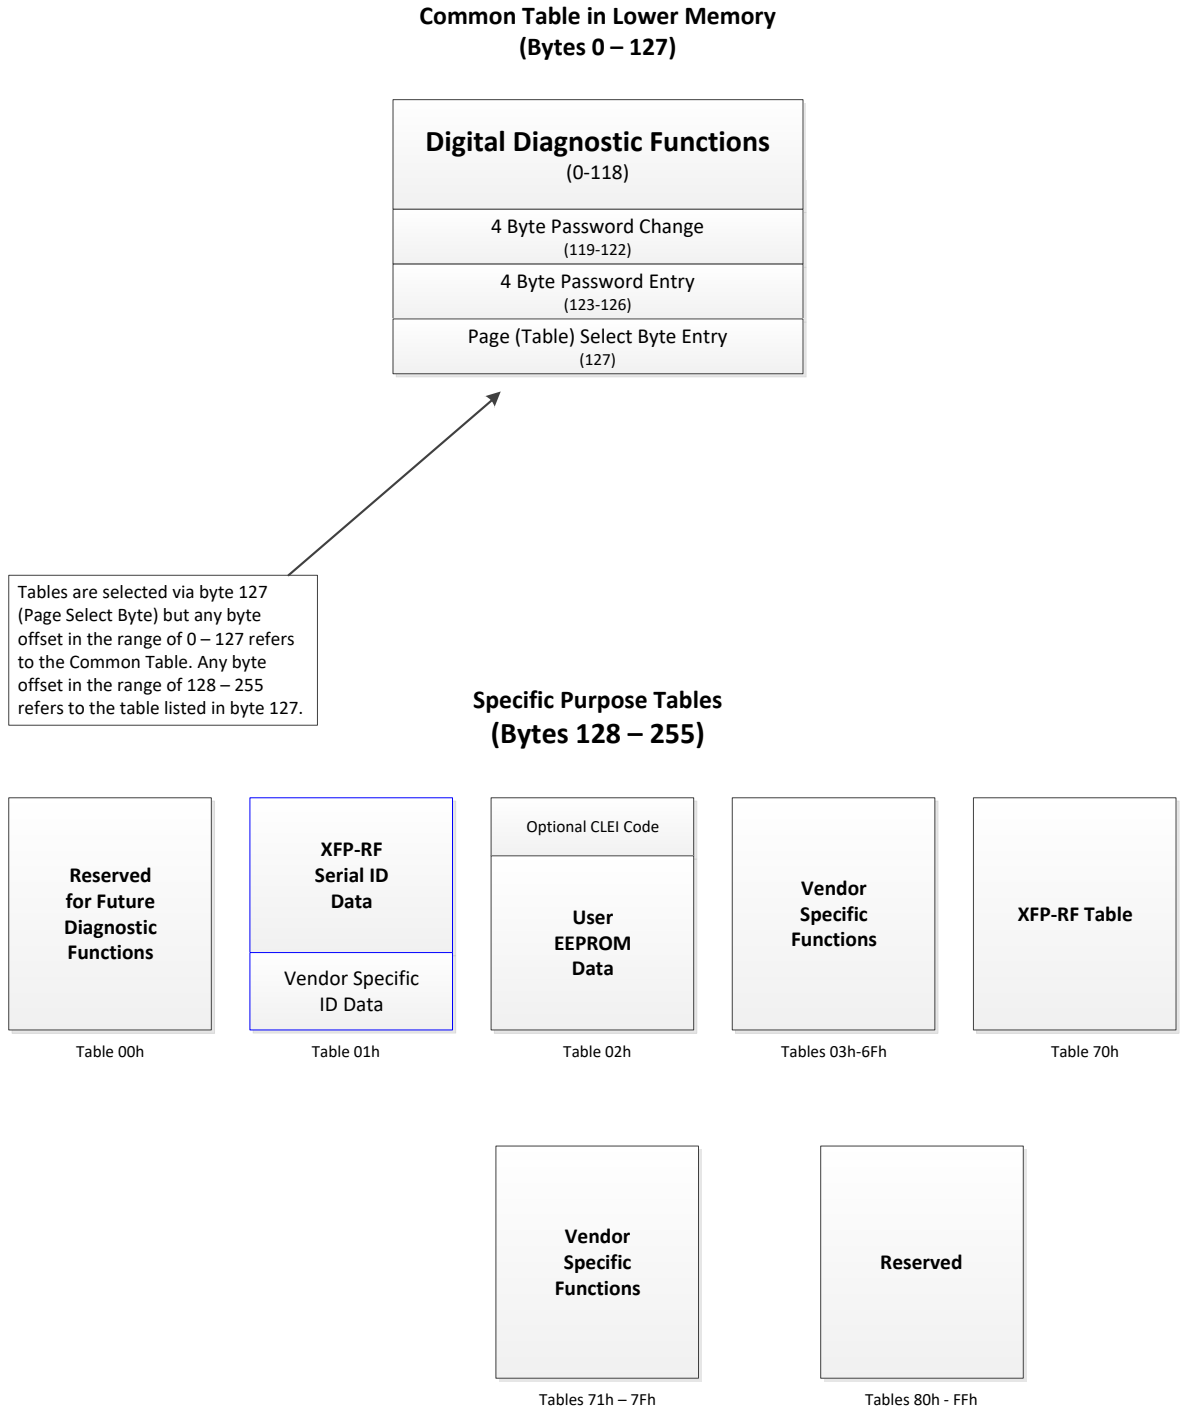 Common Table in Lower Memory
(Bytes 0 – 127)
Digital Diagnostic Functions
(0-118)
4 Byte Password Change
(119-122)
4 Byte Password Entry
(123-126)
Page (Table) Select Byte Entry
(127)
Tables are selected via byte 127
(Page Select Byte) but any byte
offset in the range of 0 – 127 refers
to the Common Table. Any byte
offset in the range of 128 – 255
refers to the table listed in byte 127.
Specific Purpose Tables
(Bytes 128 – 255)
Reserved
for Future
Diagnostic
Functions
Table 00h
XFP-RF
Serial ID
Data
Vendor Specific
ID Data
Table 01h
Optional CLEI Code
User
EEPROM
Data
Table 02h
Vendor
Specific
Functions
Tables 03h-6Fh
XFP-RF Table
Table 70h
Vendor
Specific
Functions
Tables 71h – 7Fh
Reserved
Tables 80h - FFh